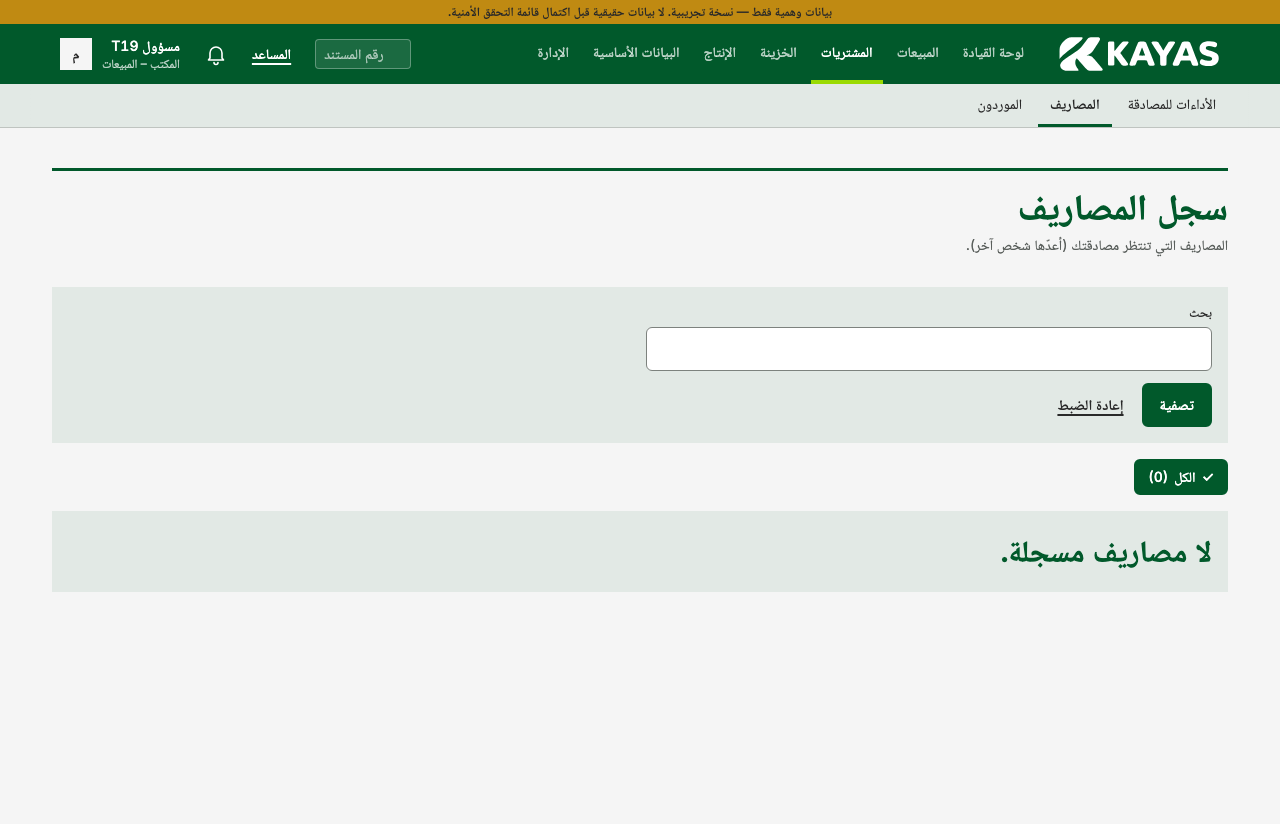 بيانات وهمية فقط — نسخة تجريبية. لا بيانات حقيقية قبل اكتمال قائمة التحقق الأمنية.
KAYAS
لوحة القيادة
المبيعات
المشتريات
الخزينة
الإنتاج
البيانات الأساسية
الإدارة
رقم المستند
المساعد
مسؤول T19
المكتب – المبيعات
م
الأداءات للمصادقة
المصاريف
الموردون
سجل المصاريف
المصاريف التي تنتظر مصادقتك (أعدّها شخص آخر).
بحث
تصفية
إعادة الضبط
✓ الكل (0)
لا مصاريف مسجلة.